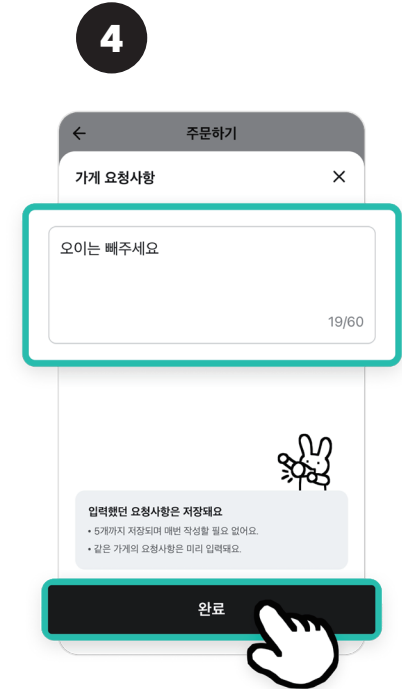 4
주문하기
가게 요청사항
오이는 빼주세요
19/60
입력했던 요청사항은 저장돼요
• 5개까지 저장되며 매번 작성할 필요 없어요.
• 같은 가게의 요청사항은 미리 입력돼요.
완료